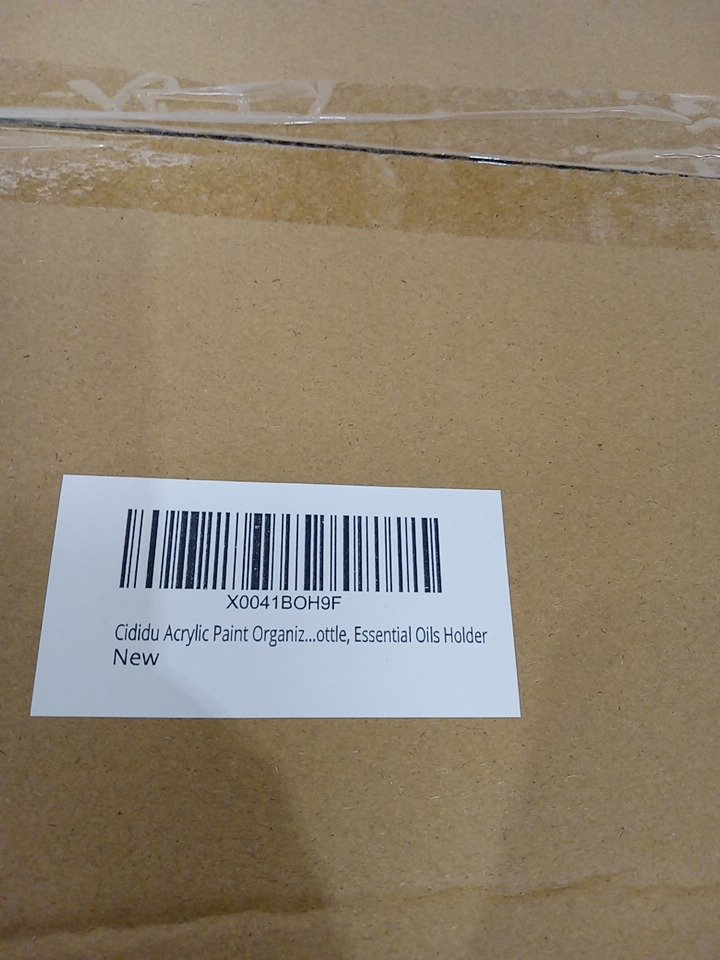 X0041BOH9F
Cididu Acrylic Paint Organiz...ottle, Essential Oils Holder
New